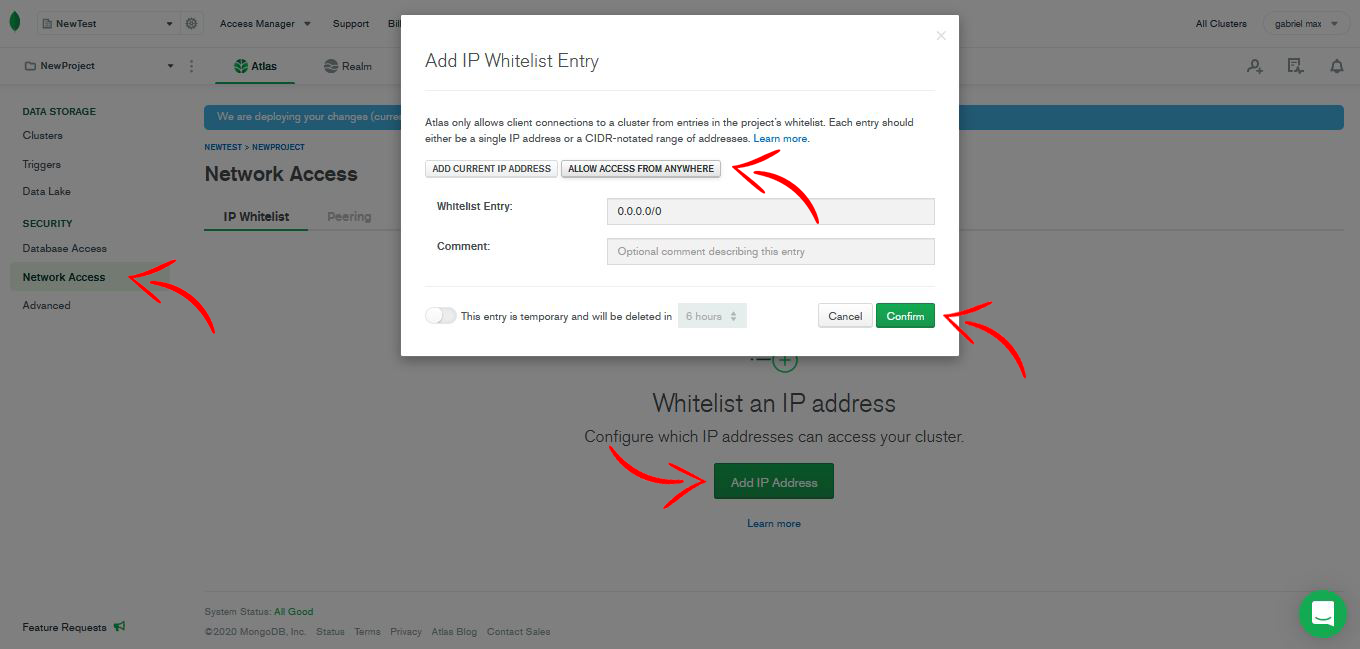 NewTest
Access Manager
Support
Bil
All Clusters
gabriel max
NewProject
Atlas
Realm
DATA STORAGE
Clusters
Triggers
Data Lake
SECURITY
Database Access
Network Access
Advanced
Feature Requests
We are deploying your changes (curre
NEWTEST > NEWPROJECT
Network Access
IP Whitelist
Peering
Add IP Whitelist Entry
Atlas only allows client connections to a cluster from entries in the project's whitelist. Each entry should
either be a single IP address or a CIDR-notated range of addresses. Learn more.
ADD CURRENT IP ADDRESS
ALLOW ACCESS FROM ANYWHERE
Whitelist Entry:
0.0.0.0/0
Comment:
Optional comment describing this entry
This entry is temporary and will be deleted in
6 hours
Cancel
Confirm
Whitelist an IP address
Configure which IP addresses can access your cluster.
Add IP Address
Learn more
System Status: All Good
©2020 MongoDB, Inc. Status Terms Privacy Atlas Blog Contact Sales